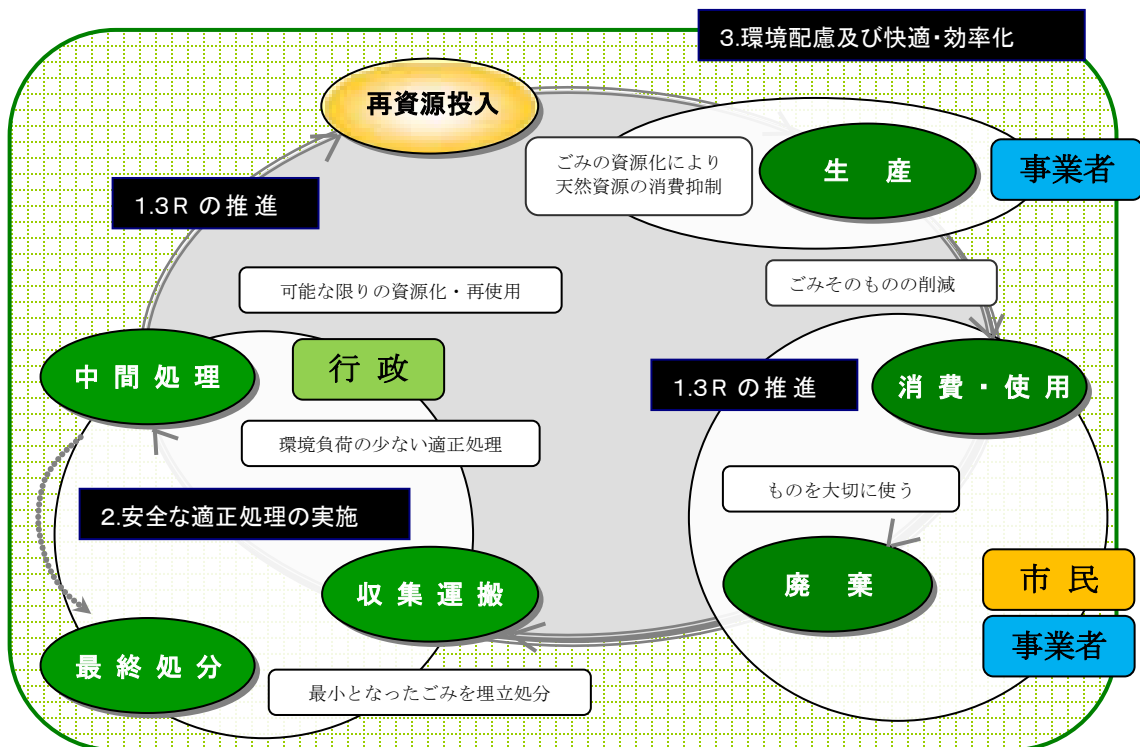 3.環境配慮及び快適・効率化
再資源投入
ごみの資源化により
天然資源の消費抑制
生 産
事業者
1.3Rの推進
ごみそのものの削減
可能な限りの資源化・再使用
中間処理
行政
1.3Rの推進
消費・使用
環境負荷の少ない適正処理
ものを大切に使う
2.安全な適正処理の実施
収集運搬
廃 棄
市民
事業者
最終処分
最小となったごみを埋立処分